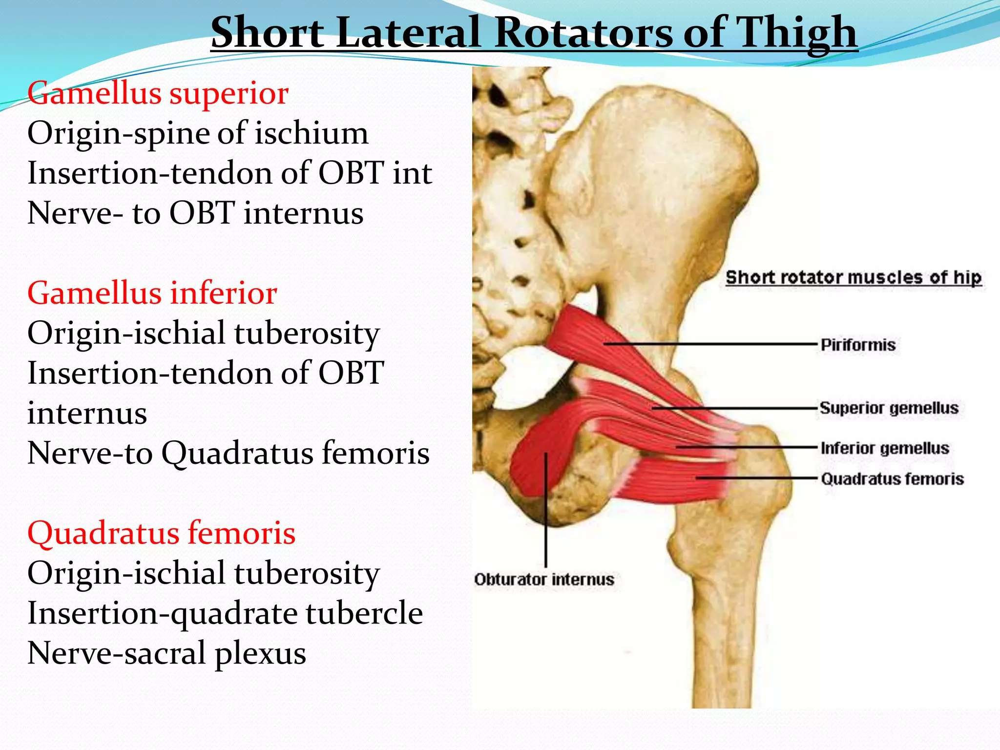 Short Lateral Rotators of Thigh
Gamellus superior
Origin-spine of ischium
Insertion-tendon of OBT int
Nerve- to OBT internus
Gamellus inferior
Origin-ischial tuberosity
Insertion-tendon of OBT
internus
Nerve-to Quadratus femoris
Quadratus femoris
Origin-ischial tuberosity
Insertion-quadrate tubercle
Nerve-sacral plexus
Short rotator muscles of hip
Piriformis
Superior gemellus
Inferior gemellus
Quadratus femoris
Obturator internus